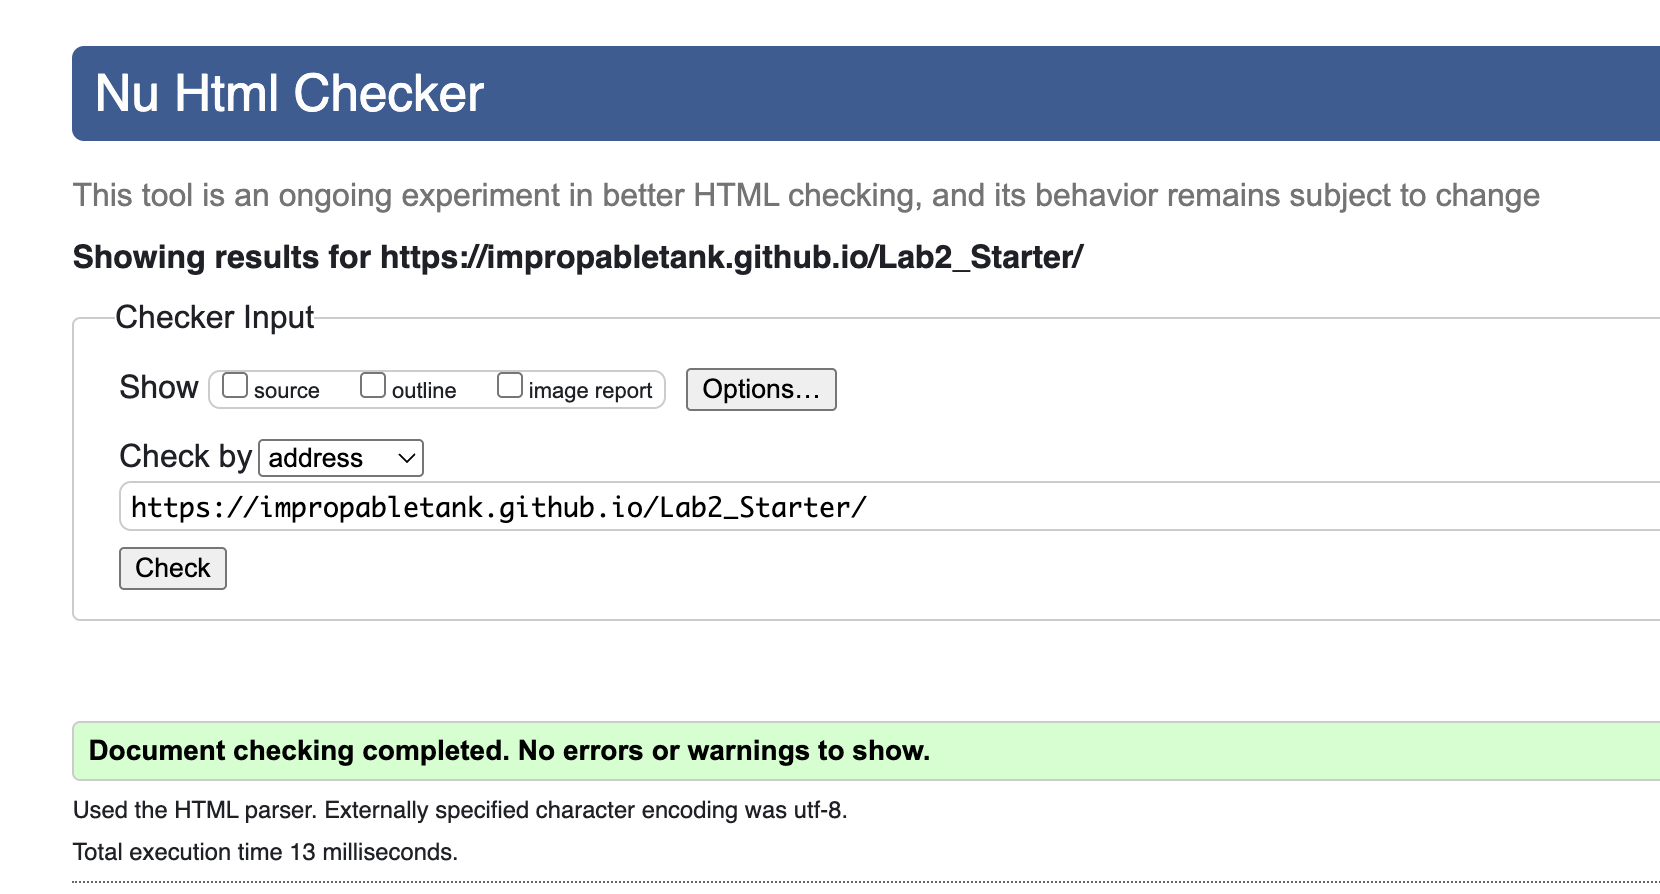 Nu Html Checker
This tool is an ongoing experiment in better HTML checking, and its behavior remains subject to change
Showing results for https://impropabletank.github.io/Lab2_Starter/
Checker Input
Show source outline image report Options...
Check by address
https://impropabletank.github.io/Lab2_Starter/
Check
Document checking completed. No errors or warnings to show.
Used the HTML parser. Externally specified character encoding was utf-8.
Total execution time 13 milliseconds.